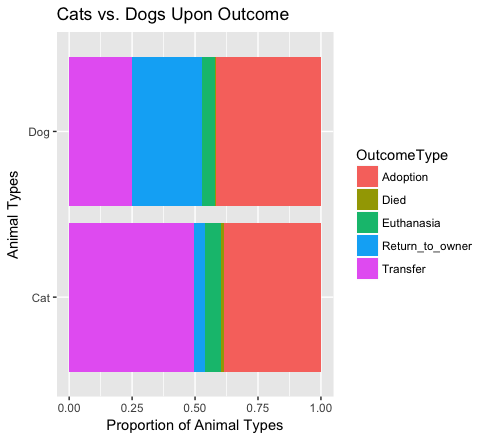 Cats vs. Dogs Upon Outcome
Animal Types
Dog
Cat
0.00 0.25 0.50 0.75 1.00
Proportion of Animal Types
OutcomeType
Adoption
Died
Euthanasia
Return_to_owner
Transfer